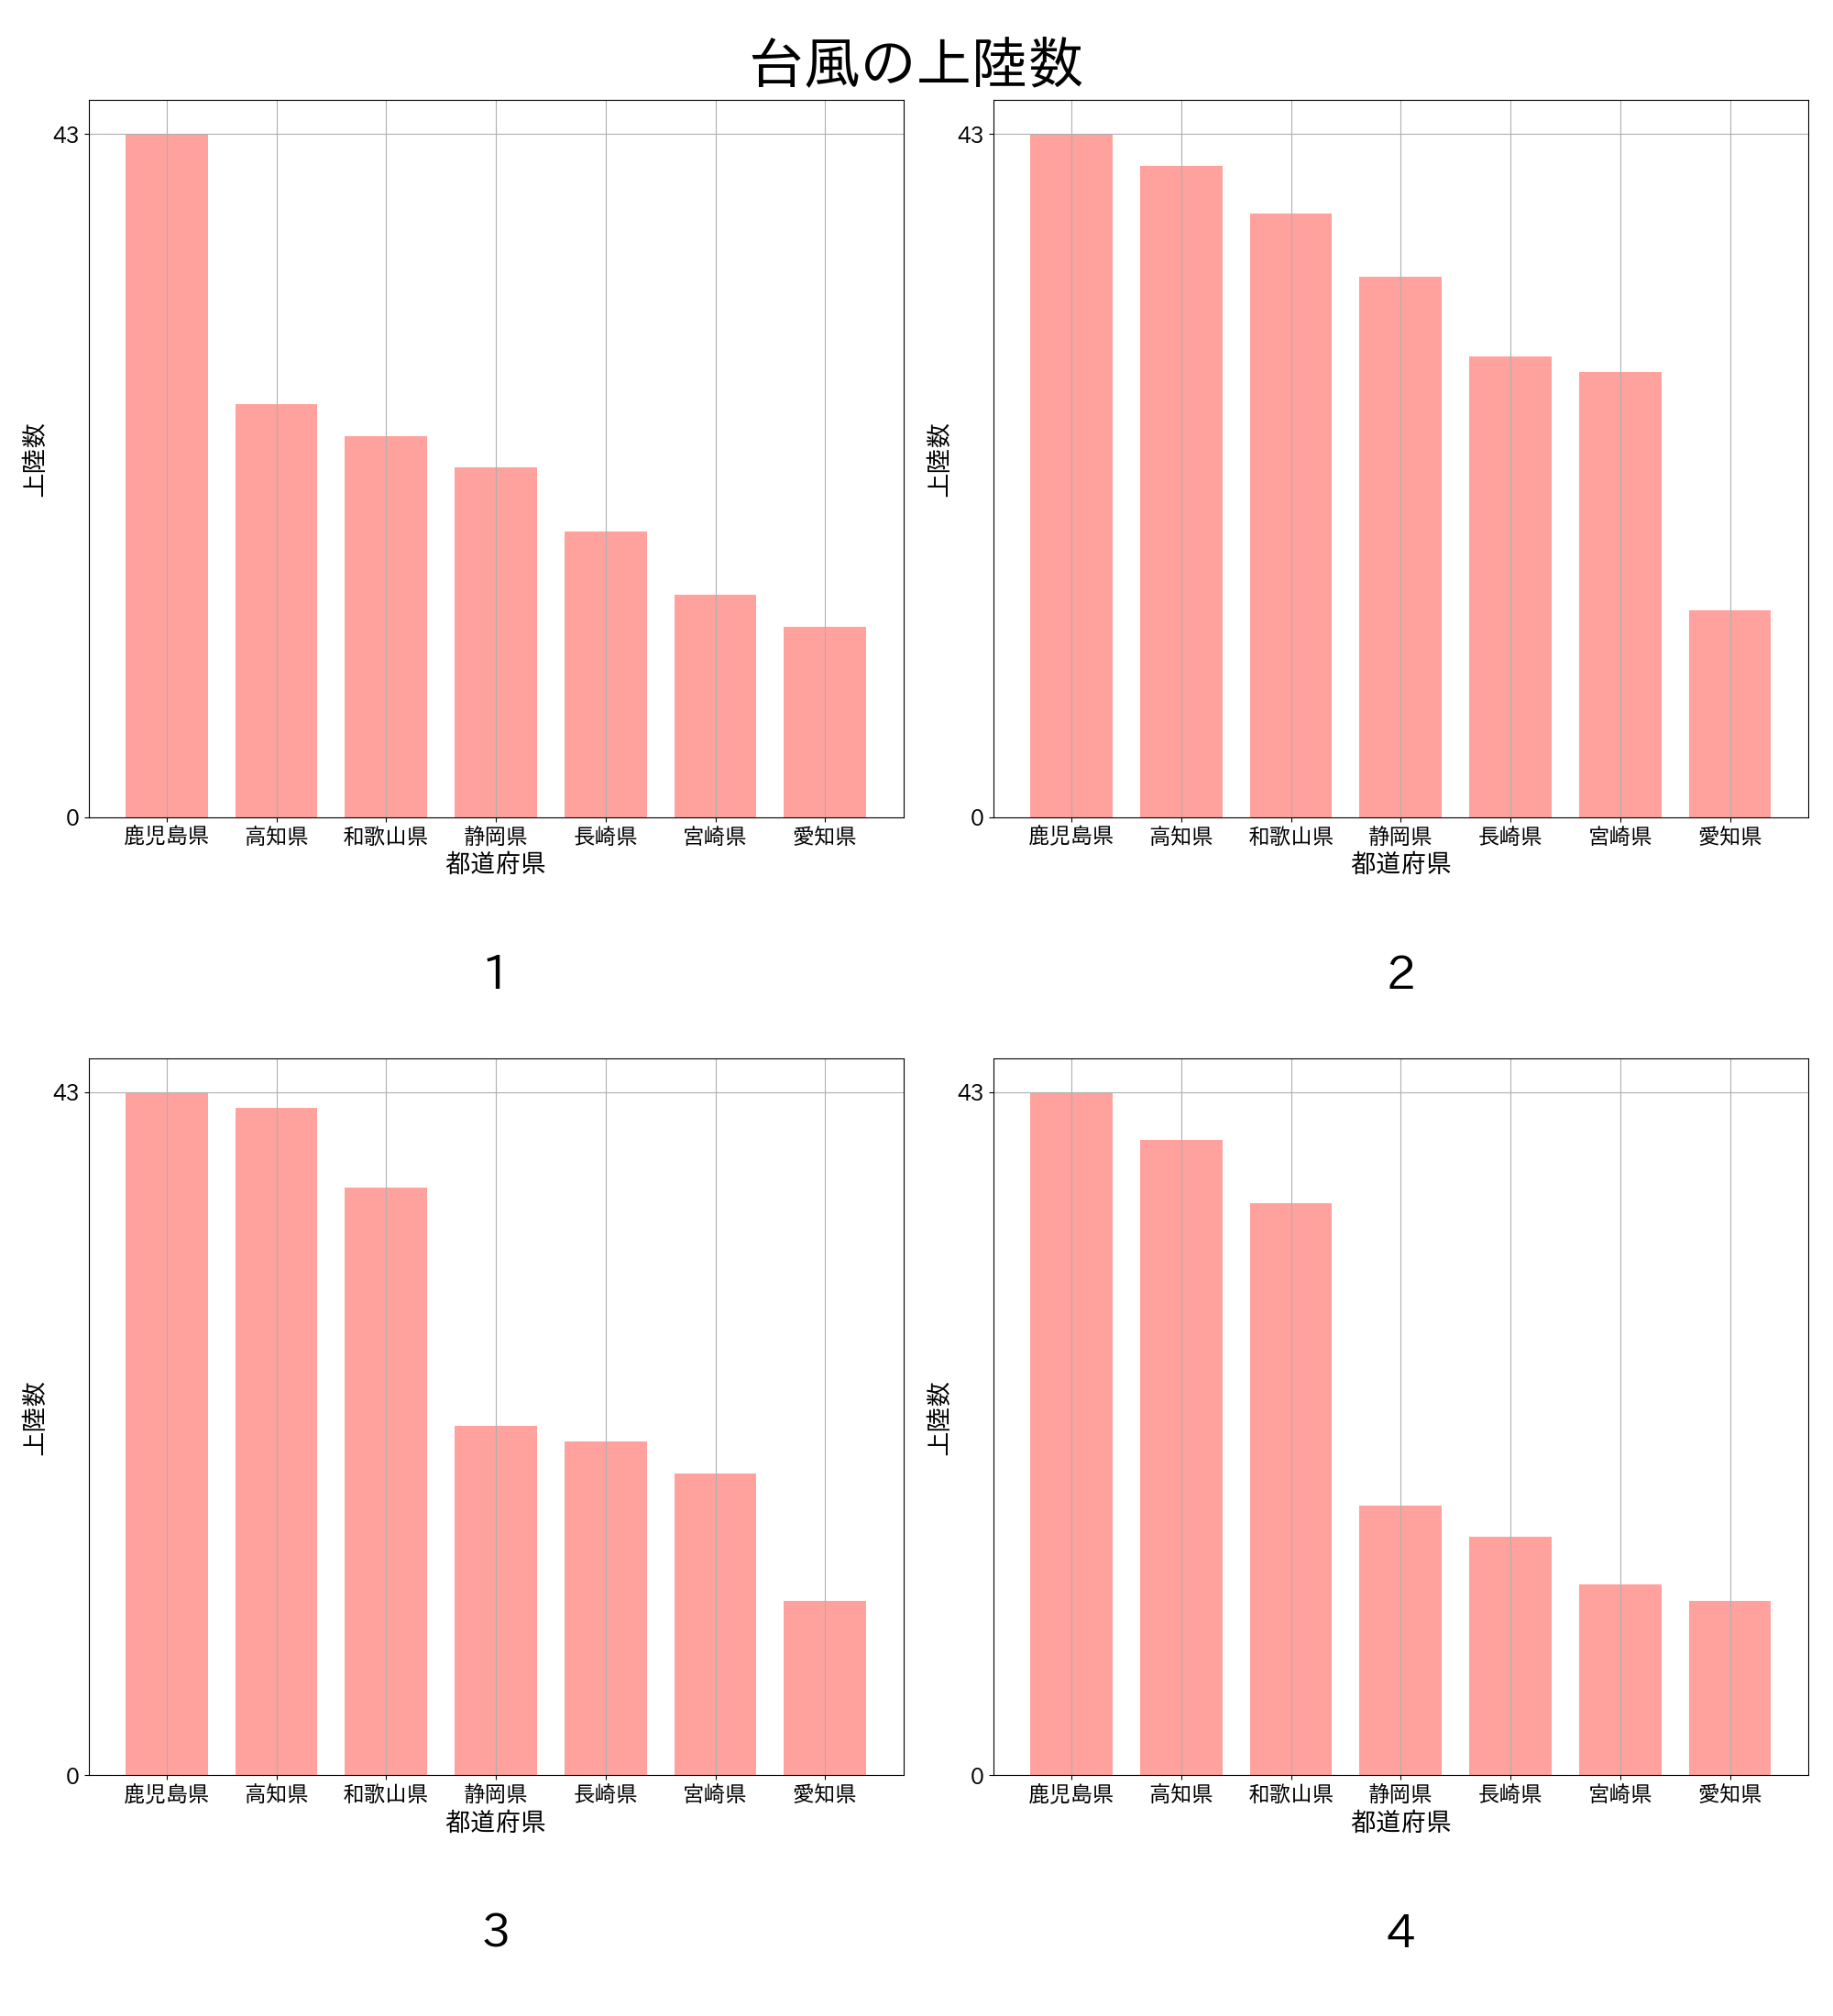 台風の上陸数
43
0
上陸数
鹿児島県 高知県 和歌山県 静岡県 長崎県 宮崎県 愛知県
都道府県
1
43
0
上陸数
鹿児島県 高知県 和歌山県 静岡県 長崎県 宮崎県 愛知県
都道府県
2
43
0
上陸数
鹿児島県 高知県 和歌山県 静岡県 長崎県 宮崎県 愛知県
都道府県
3
43
0
上陸数
鹿児島県 高知県 和歌山県 静岡県 長崎県 宮崎県 愛知県
都道府県
4